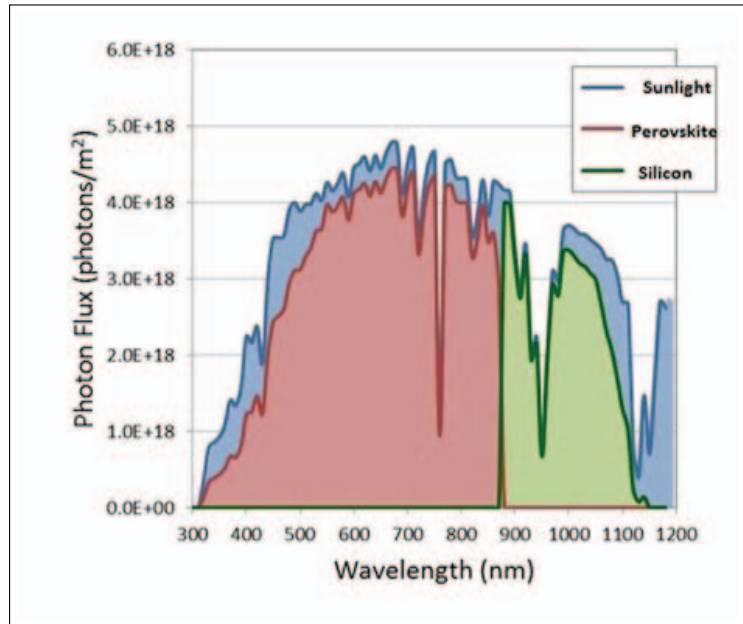 6.0E+18
5.0E+18
4.0E+18
3.0E+18
2.0E+18
1.0E+18
0.0E+00
Photon Flux (photons/m²)
Sunlight
Perovskite
Silicon
300 400 500 600 700 800 900 1000 1100 1200
Wavelength (nm)